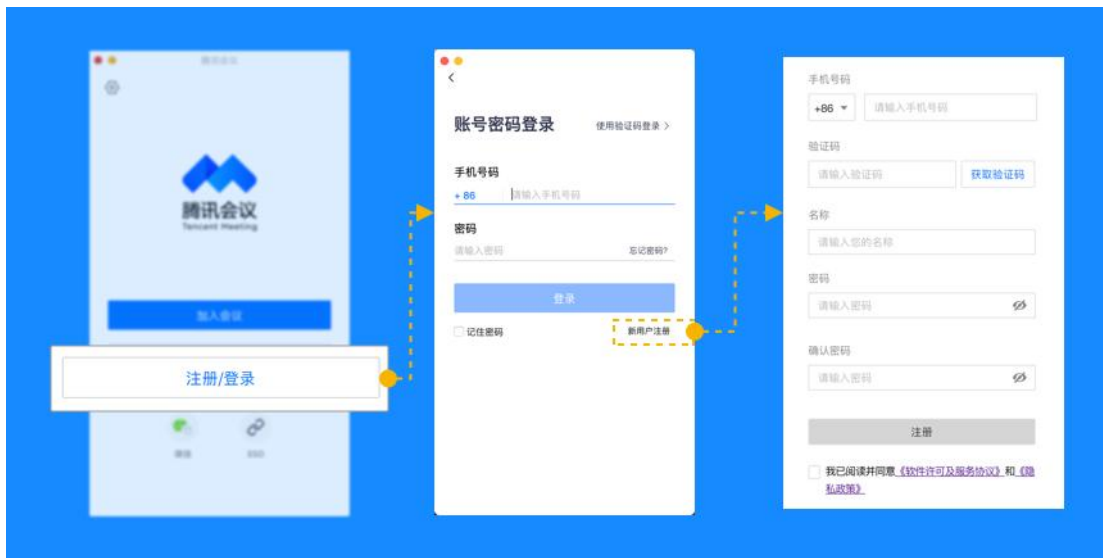 腾讯会议
腾讯会议
Tencent Meeting
加入会议
注册/登录
微信
SSO
账号密码登录
使用验证码登录 >
手机号码
+ 86
请输入手机号码
密码
请输入密码
忘记密码?
登录
记住密码
新用户注册
手机号码
+86
请输入手机号码
验证码
请输入验证码
获取验证码
名称
请输入您的名称
密码
请输入密码
确认密码
请输入密码
注册
我已阅读并同意《软件许可及服务协议》和《隐
私政策》